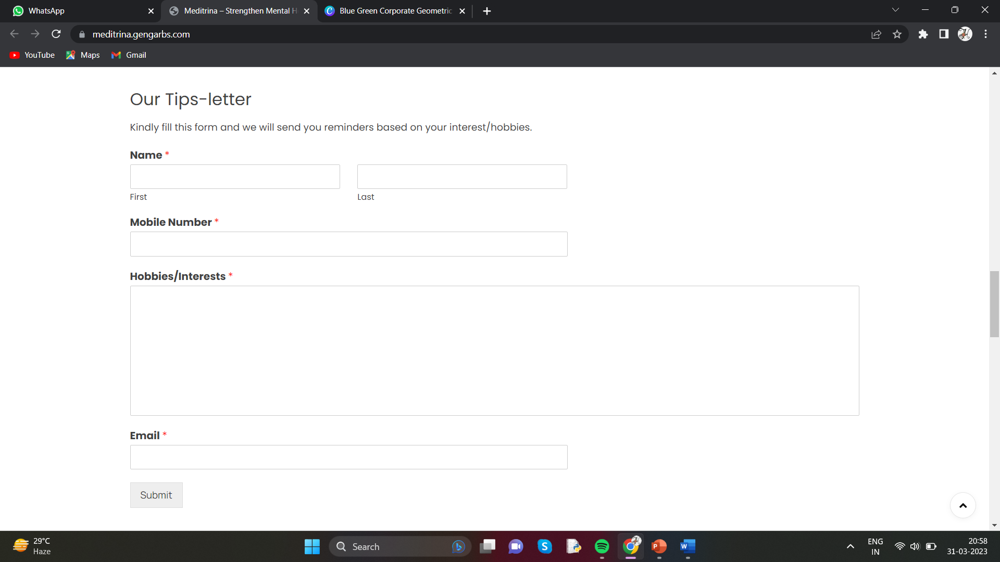 WhatsApp
Meditrina – Strengthen Mental H
Blue Green Corporate Geometric
meditrina.gengarbs.com
YouTube
Maps
Gmail
Our Tips-letter
Kindly fill this form and we will send you reminders based on your interest/hobbies.
Name *
First
Last
Mobile Number *
Hobbies/Interests *
Email *
Submit
29°C
Haze
Search
ENG
IN
20:58
31-03-2023